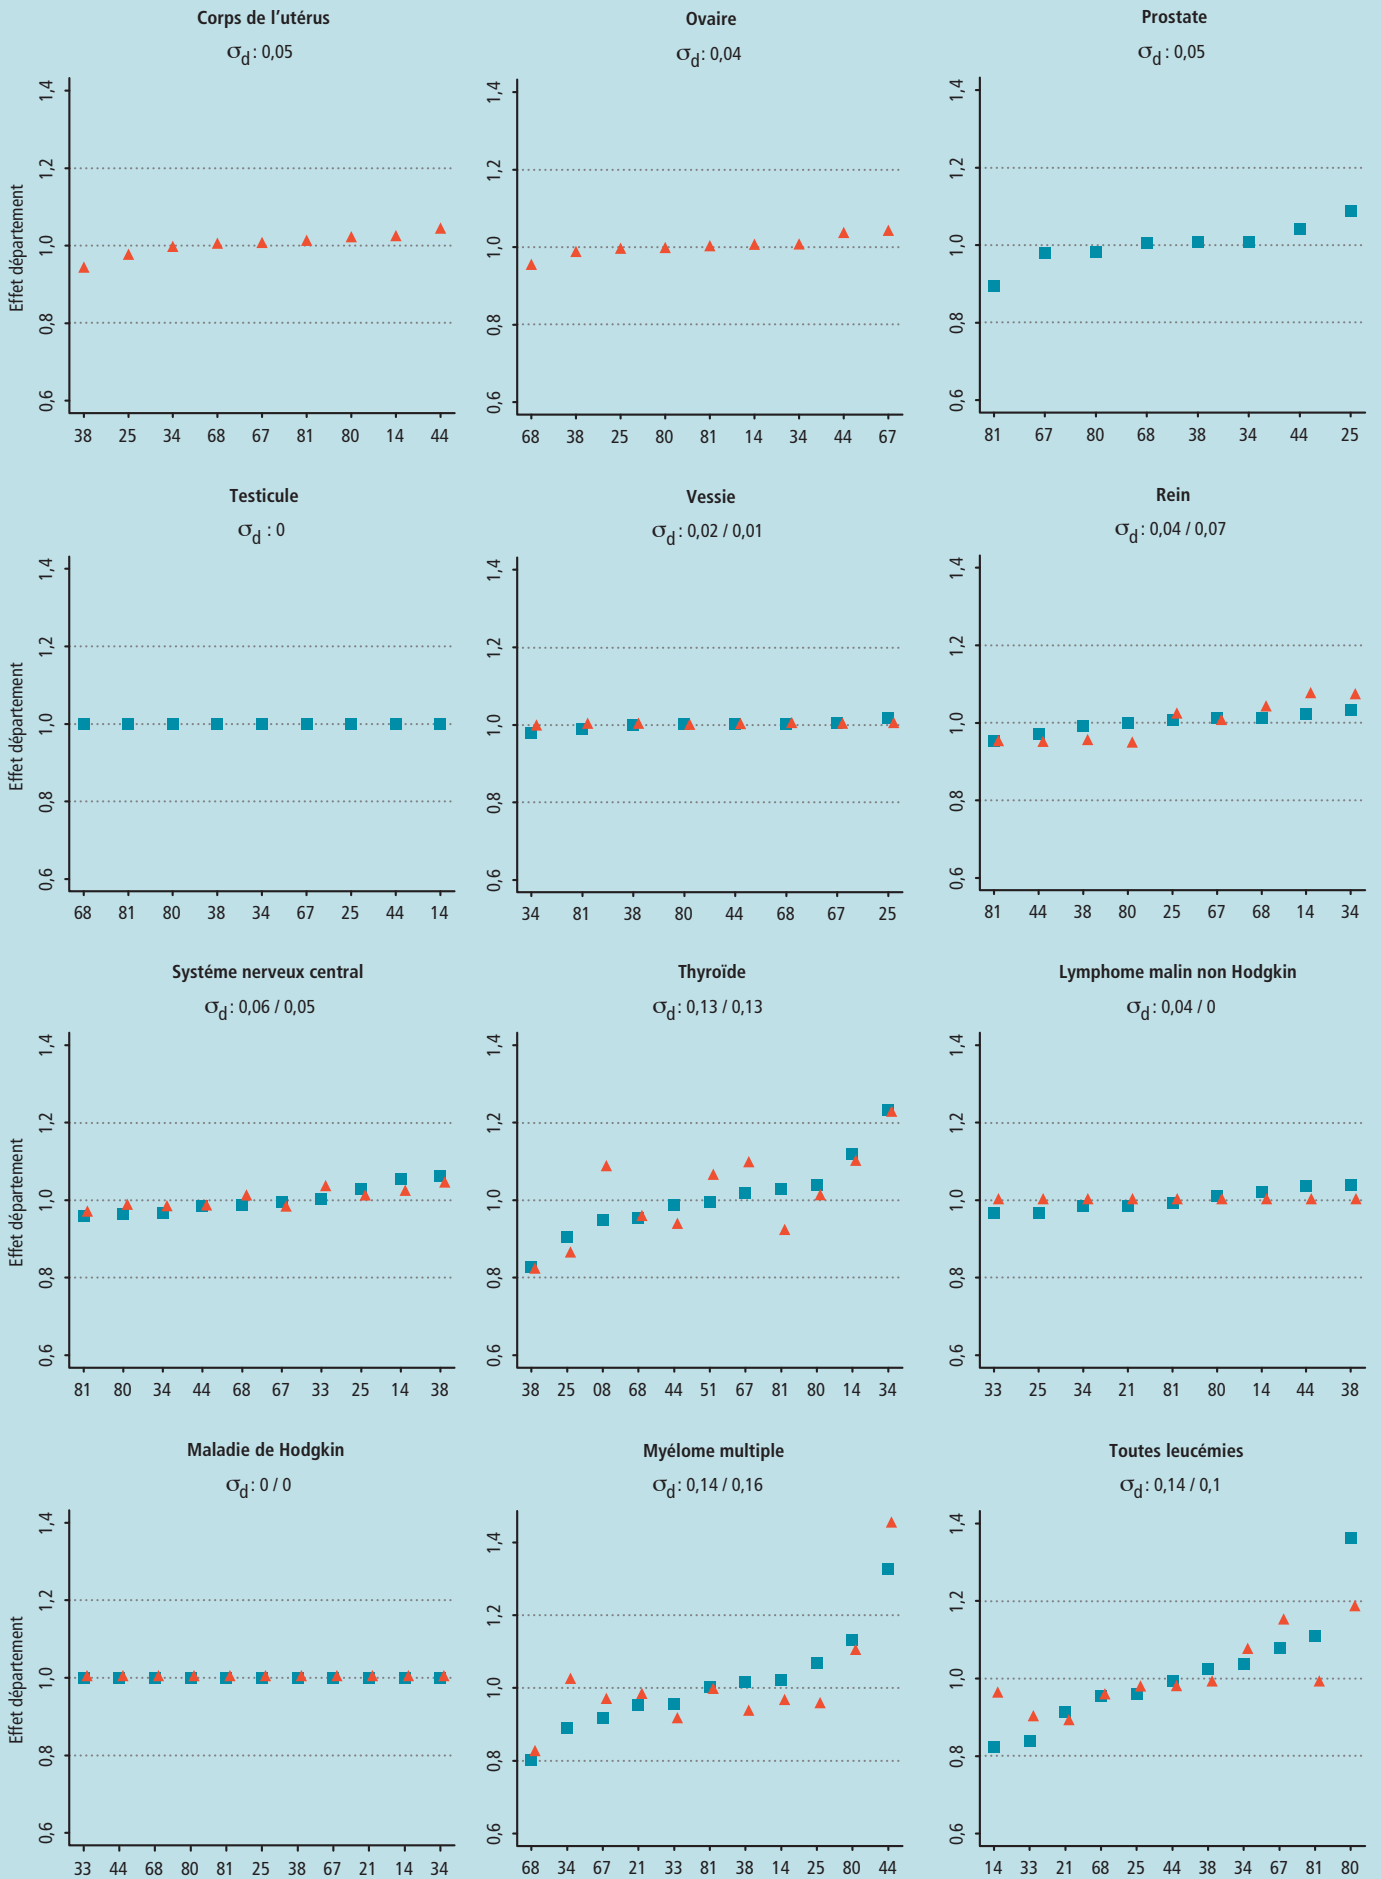 Corps de l'utérus
σd : 0,05
Effet département
1,4
1,2
1,0
0,8
0,6
38 25 34 68 67 81 80 14 44
Ovaire
σd : 0,04
1,4
1,2
1,0
0,8
0,6
68 38 25 80 81 14 34 44 67
Prostate
σd : 0,05
1,4
1,2
1,0
0,8
0,6
81 67 80 68 38 34 44 25
Testicule
σd : 0
Effet département
1,4
1,2
1,0
0,8
0,6
68 81 80 38 34 67 25 44 14
Vessie
σd : 0,02 / 0,01
1,4
1,2
1,0
0,8
0,6
34 81 38 80 44 68 67 25
Rein
σd : 0,04 / 0,07
1,4
1,2
1,0
0,8
0,6
81 44 38 80 25 67 68 14 34
Systéme nerveux central
σd : 0,06 / 0,05
Effet département
1,4
1,2
1,0
0,8
0,6
81 80 34 44 68 67 33 25 14 38
Thyroïde
σd : 0,13 / 0,13
1,4
1,2
1,0
0,8
0,6
38 25 08 68 44 51 67 81 80 14 34
Lymphome malin non Hodgkin
σd : 0,04 / 0
1,4
1,2
1,0
0,8
0,6
33 25 34 21 81 80 14 44 38
Maladie de Hodgkin
σd : 0 / 0
Effet département
1,4
1,2
1,0
0,8
0,6
33 44 68 80 81 25 38 67 21 14 34
Myélome multiple
σd : 0,14 / 0,16
1,4
1,2
1,0
0,8
0,6
68 34 67 21 33 81 38 14 25 80 44
Toutes leucémies
σd : 0,14 / 0,1
1,4
1,2
1,0
0,8
0,6
14 33 21 68 25 44 38 34 67 81 80